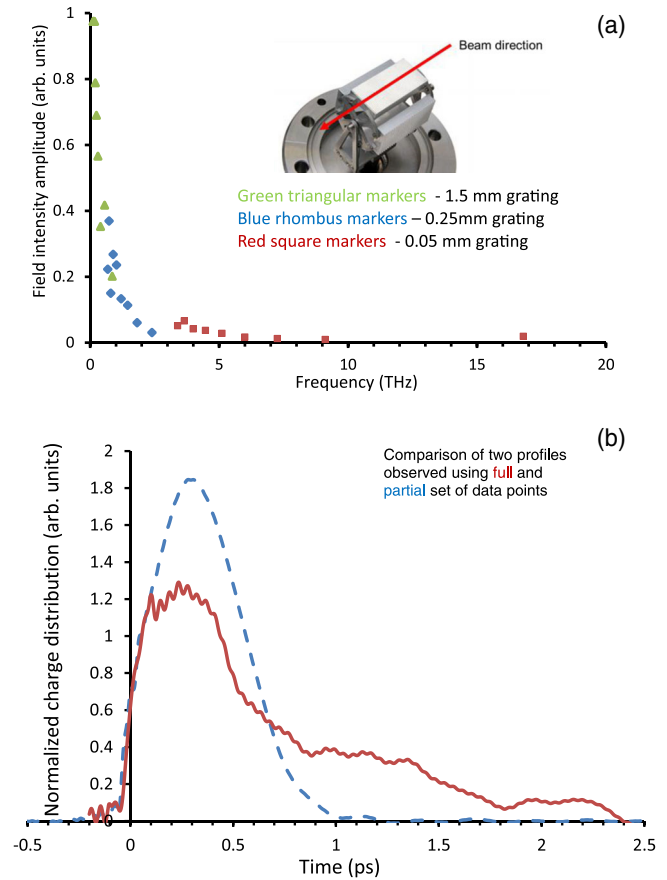 (a)
Beam direction
Green triangular markers - 1.5 mm grating
Blue rhombus markers – 0.25mm grating
Red square markers - 0.05 mm grating
Field intensity amplitude (arb. units)
1
0.8
0.6
0.4
0.2
0
0 5 10 15 20
Frequency (THz)
(b)
Comparison of two profiles
observed using full and
partial set of data points
Normalized charge distribution (arb. units)
2
1.8
1.6
1.4
1.2
1
0.8
0.6
0.4
0.2
0
-0.5 0 0.5 1 1.5 2 2.5
Time (ps)